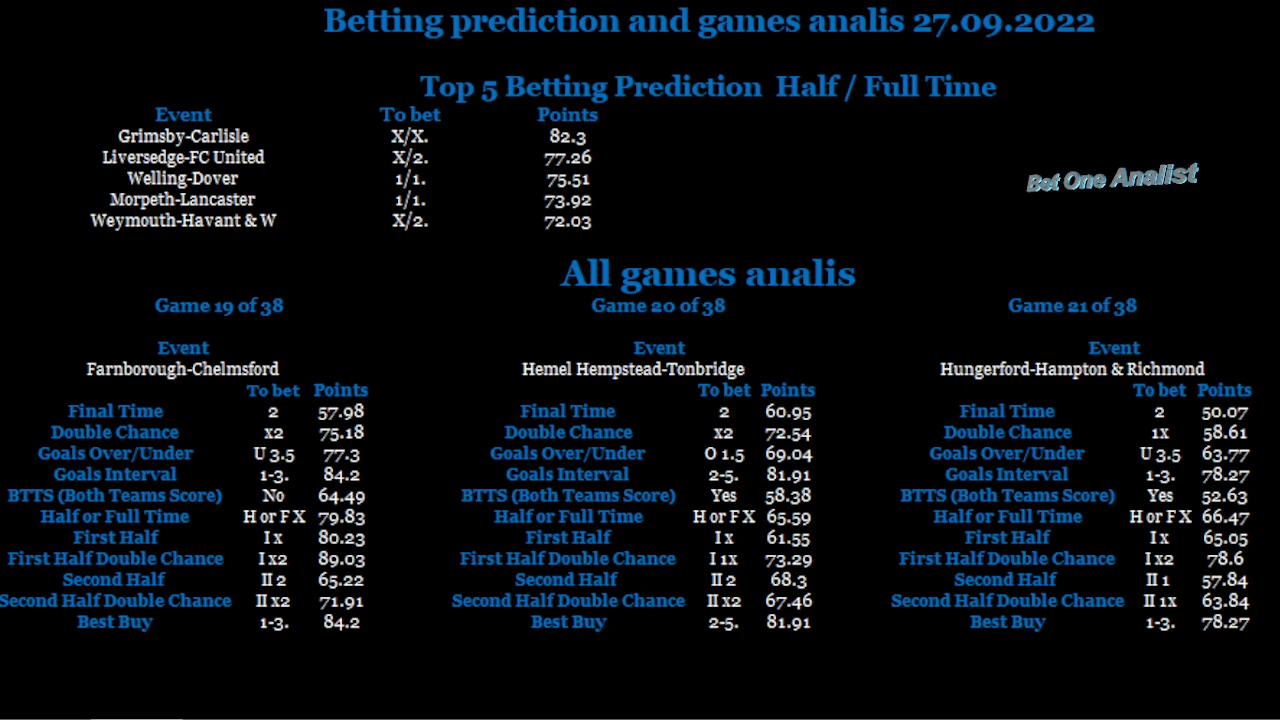 Betting prediction and games analis 27.09.2022
Top 5 Betting Prediction Half / Full Time
Event To bet Points
Grimsby-Carlisle X/X. 82.3
Liversedge-FC United X/2. 77.26
Welling-Dover 1/1. 75.51
Morpeth-Lancaster 1/1. 73.92
Weymouth-Havant & W X/2. 72.03
Bet One Analist
All games analis
Game 19 of 38 Game 20 of 38 Game 21 of 38
Event Event Event
Farnborough-Chelmsford Hemel Hempstead-Tonbridge Hungerford-Hampton & Richmond
To bet Points To bet Points To bet Points
Final Time 2 57.98 Final Time 2 60.95 Final Time 2 50.07
Double Chance x2 75.18 Double Chance x2 72.54 Double Chance 1x 58.61
Goals Over/Under U 3.5 77.3 Goals Over/Under O 1.5 69.04 Goals Over/Under U 3.5 63.77
Goals Interval 1-3. 84.2 Goals Interval 2-5. 81.91 Goals Interval 1-3. 78.27
BTTS (Both Teams Score) No 64.49 BTTS (Both Teams Score) Yes 58.38 BTTS (Both Teams Score) Yes 52.63
Half or Full Time H or F X 79.83 Half or Full Time H or F X 65.59 Half or Full Time H or F X 66.47
First Half I x 80.23 First Half I x 61.55 First Half I x 65.05
First Half Double Chance I x2 89.03 First Half Double Chance I 1x 73.29 First Half Double Chance I x2 78.6
Second Half II 2 65.22 Second Half II 2 68.3 Second Half II 1 57.84
Second Half Double Chance II x2 71.91 Second Half Double Chance II x2 67.46 Second Half Double Chance II 1x 63.84
Best Buy 1-3. 84.2 Best Buy 2-5. 81.91 Best Buy 1-3. 78.27